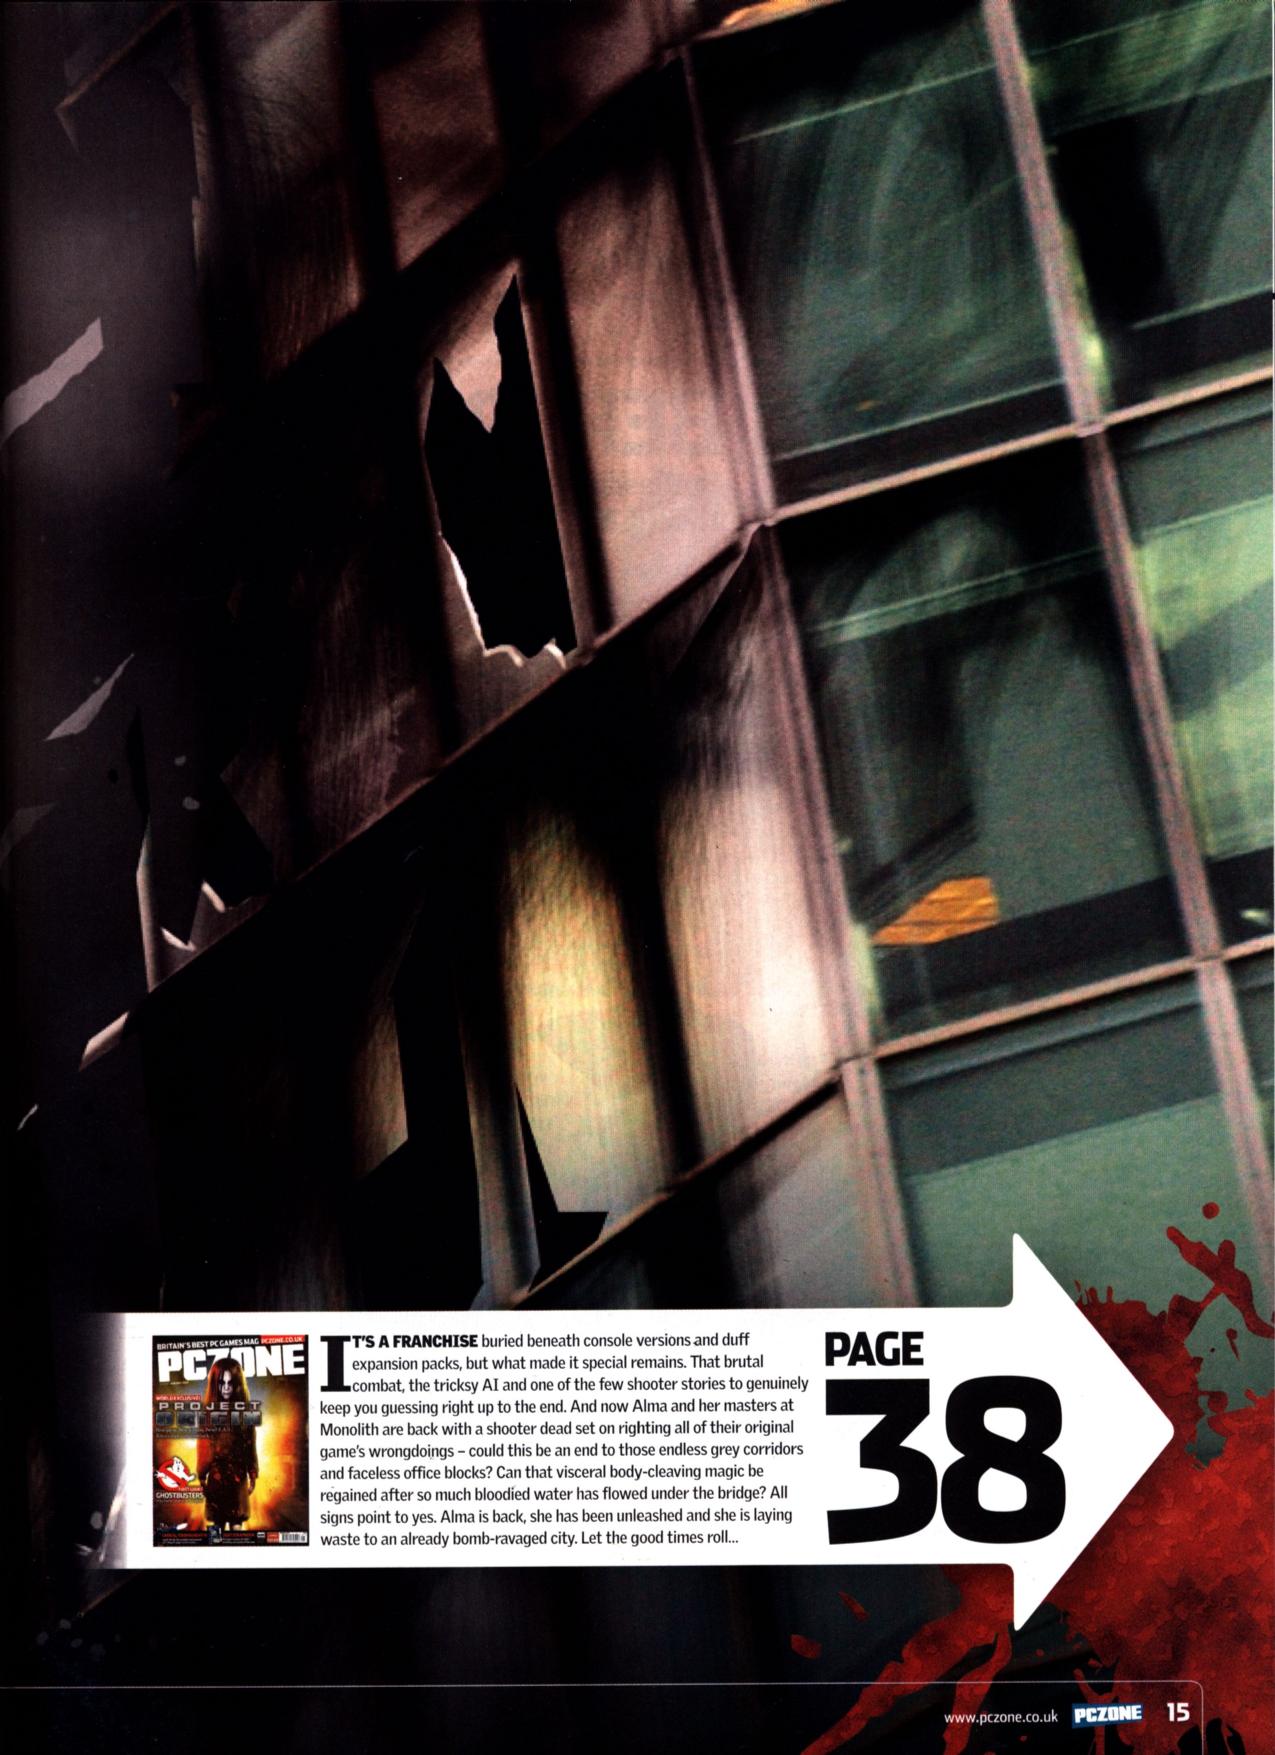 BRITAIN'S BEST PC GAMES MAG PCZONE.CO.UK
PCZONE
PROJECT
ORIGIN
GHOSTBUSTERS
IT'S A FRANCHISE buried beneath console versions and duff
expansion packs, but what made it special remains. That brutal
combat, the tricksy AI and one of the few shooter stories to genuinely
keep you guessing right up to the end. And now Alma and her masters at
Monolith are back with a shooter dead set on righting all of their original
game's wrongdoings – could this be an end to those endless grey corridors
and faceless office blocks? Can that visceral body-cleaving magic be
regained after so much bloodied water has flowed under the bridge? All
signs point to yes. Alma is back, she has been unleashed and she is laying
waste to an already bomb-ravaged city. Let the good times roll...
PAGE
38
www.pczone.co.uk PCZONE 15